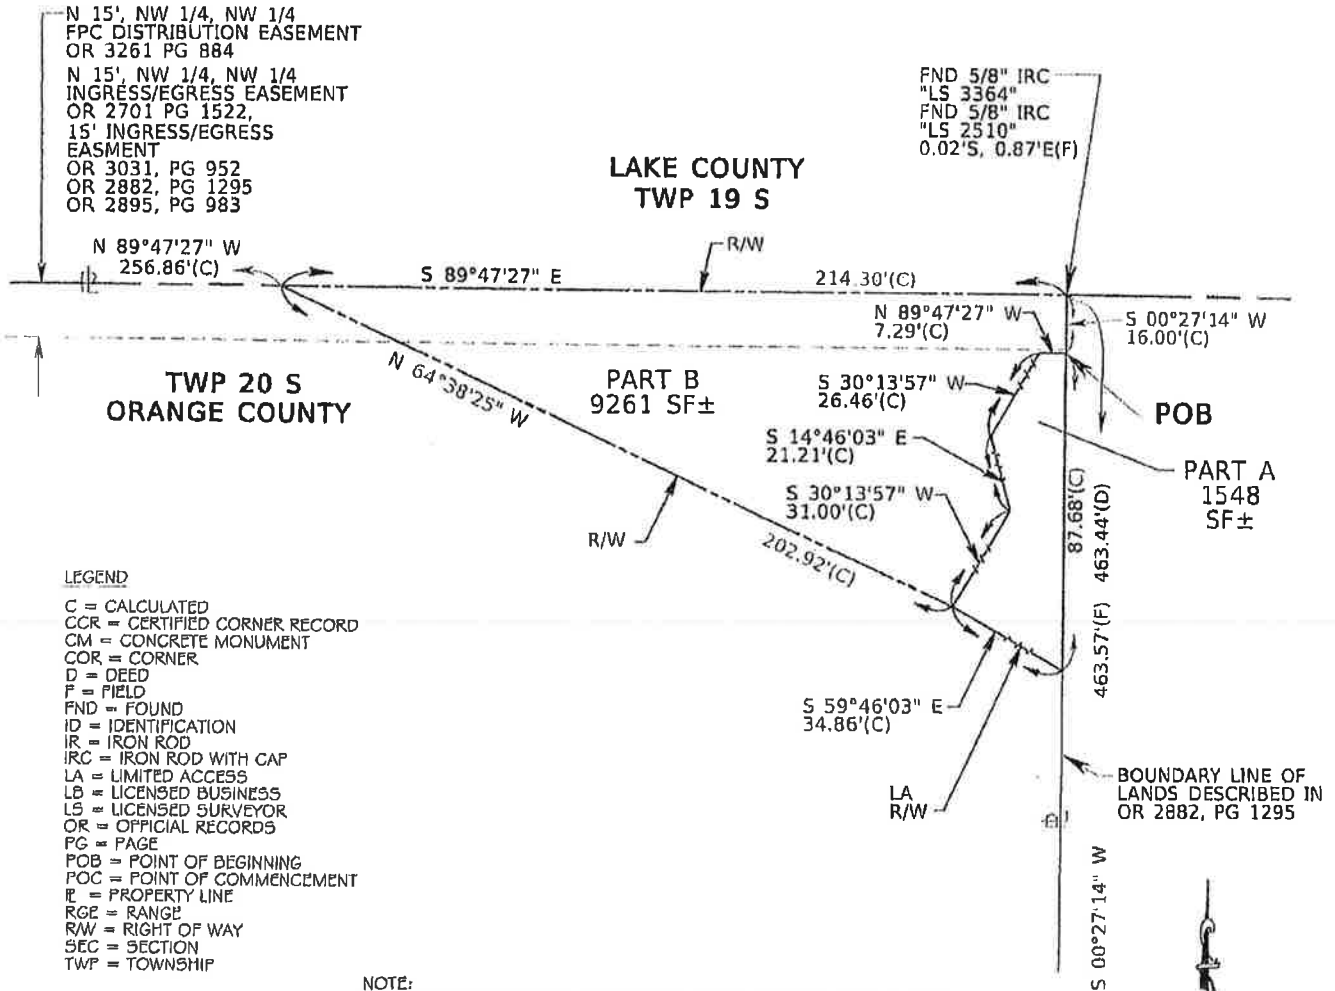 N 15', NW 1/4, NW 1/4
FPC DISTRIBUTION EASEMENT
OR 3261 PG 884
N 15', NW 1/4, NW 1/4
INGRESS/EGRESS EASEMENT
OR 2701 PG 1522,
15' INGRESS/EGRESS
EASMENT
OR 3031, PG 952
OR 2882, PG 1295
OR 2895, PG 983
FND 5/8" IRC
"LS 3364"
FND 5/8" IRC
"LS 2510"
0.02'S, 0.87'E(F)
LAKE COUNTY
TWP 19 S
N 89°47'27" W
256.86'(C)
R/W
S 89°47'27" E
214.30'(C)
N 89°47'27" W
7.29'(C)
S 00°27'14" W
16.00'(C)
TWP 20 S
ORANGE COUNTY
N 64°38'25" W
PART B
9261 SF±
S 30°13'57" W
26.46'(C)
POB
S 14°46'03" E
21.21'(C)
PART A
1548
SF±
S 30°13'57" W
31.00'(C)
87.68'(C)
463.44'(D)
463.57'(F)
R/W
202.92'(C)
S 59°46'03" E
34.86'(C)
LA
R/W
BOUNDARY LINE OF
LANDS DESCRIBED IN
OR 2882, PG 1295
S 00°27'14" W
LEGEND
C = CALCULATED
CCR = CERTIFIED CORNER RECORD
CM = CONCRETE MONUMENT
COR = CORNER
D = DEED
F = FIELD
FND = FOUND
ID = IDENTIFICATION
IR = IRON ROD
IRC = IRON ROD WITH CAP
LA = LIMITED ACCESS
LB = LICENSED BUSINESS
LS = LICENSED SURVEYOR
OR = OFFICIAL RECORDS
PG = PAGE
POB = POINT OF BEGINNING
POC = POINT OF COMMENCEMENT
PL = PROPERTY LINE
RGE = RANGE
R/W = RIGHT OF WAY
SEC = SECTION
TWP = TOWNSHIP
NOTE: